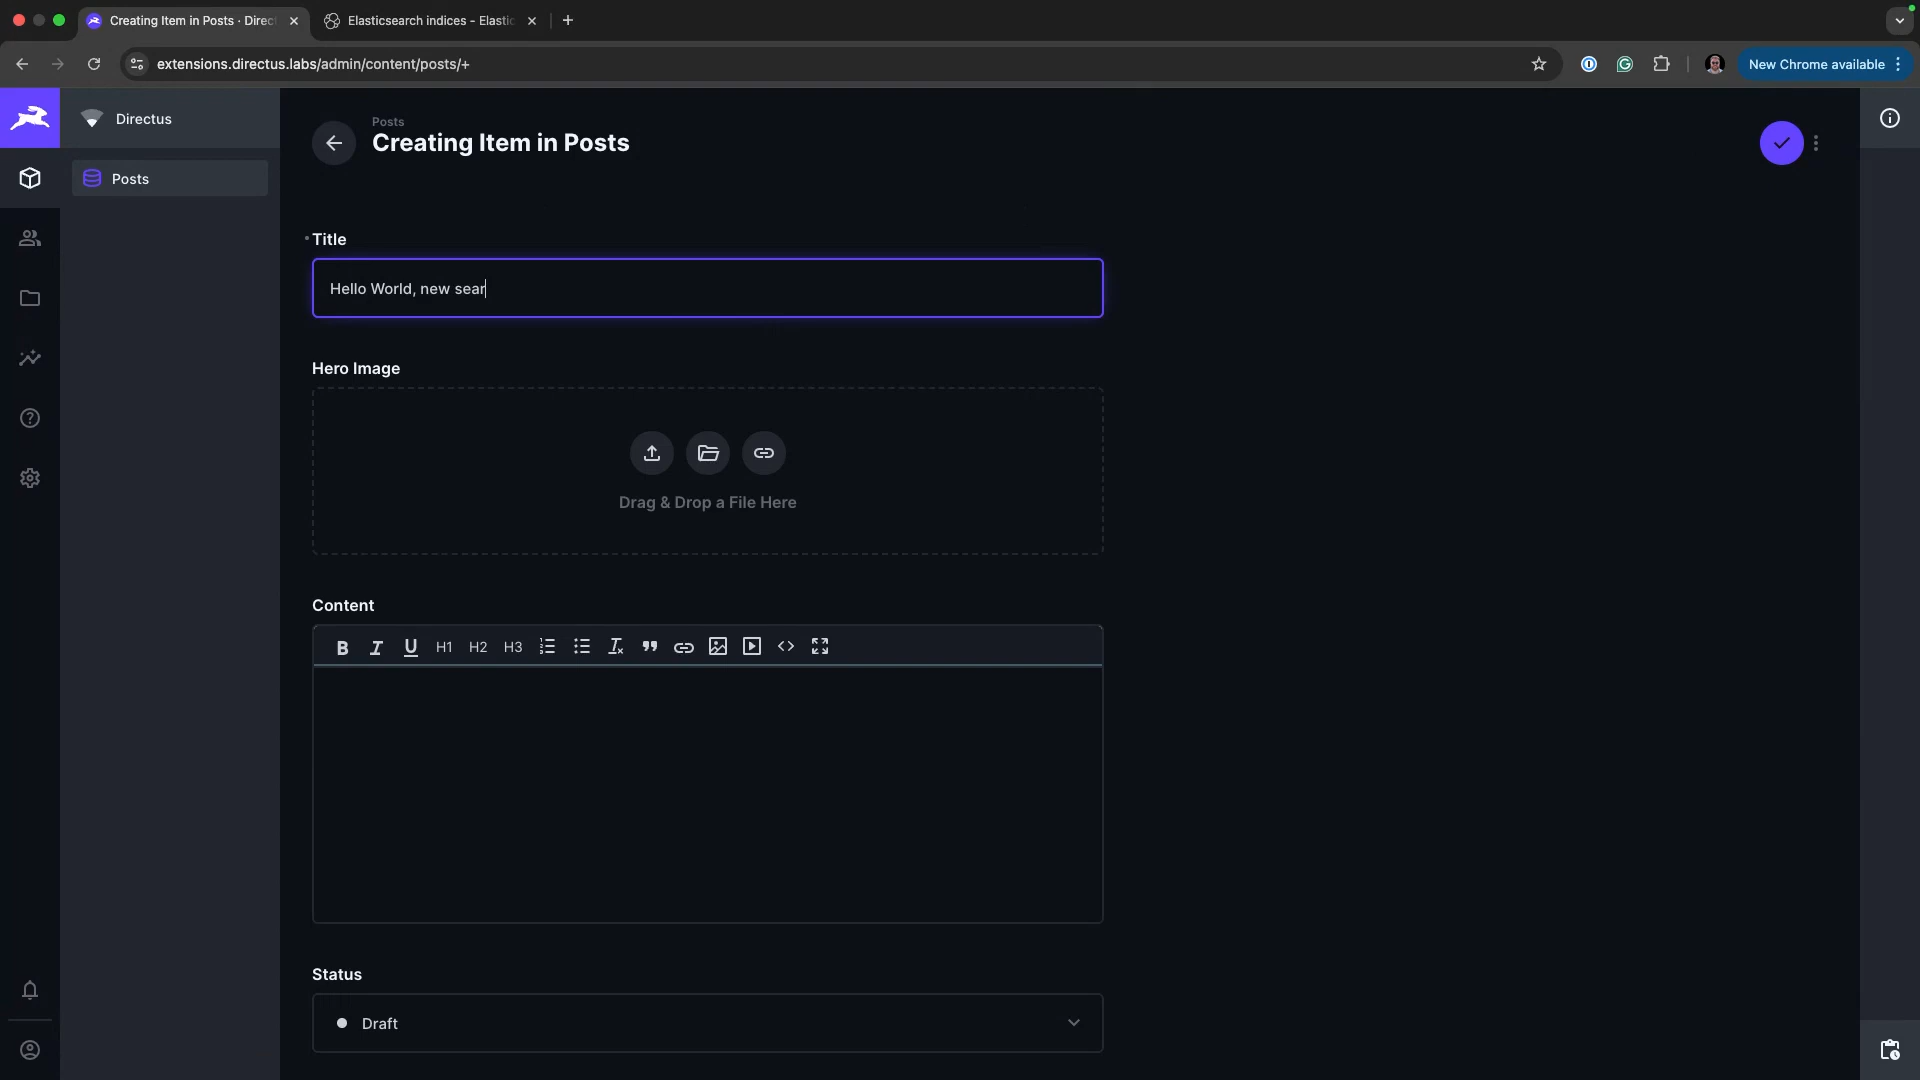 Creating Item in Posts · Direc
Elasticsearch indices - Elastic
extensions.directus.labs/admin/content/posts/+
New Chrome available
Directus
Posts
Posts
Creating Item in Posts
Title
Hello World, new sear
Hero Image
Drag & Drop a File Here
Content
B I U H1 H2 H3
Status
Draft